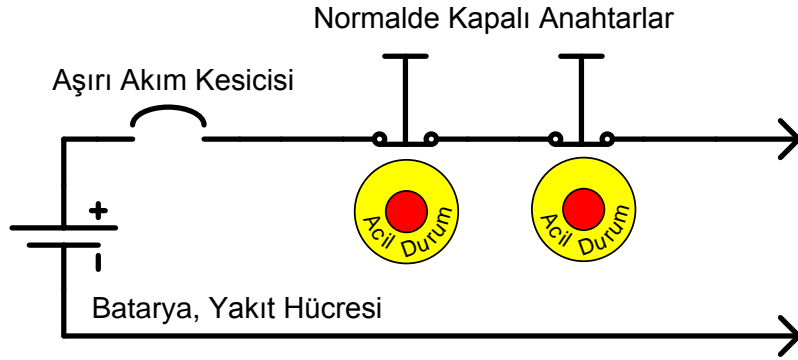 Normalde Kapalı Anahtarlar
Aşırı Akım Kesicisi
Acil Durum
Acil Durum
+
Batarya, Yakıt Hücresi